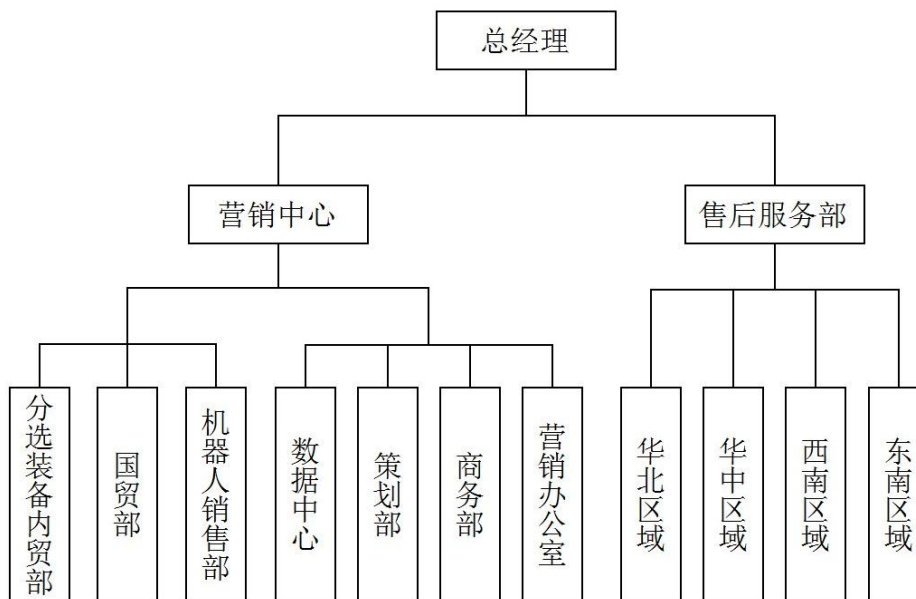 总经理
营销中心
售后服务部
分选装备内贸部
国贸部
机器人销售部
数据中心
策划部
商务部
营销办公室
华北区域
华中区域
西南区域
东南区域